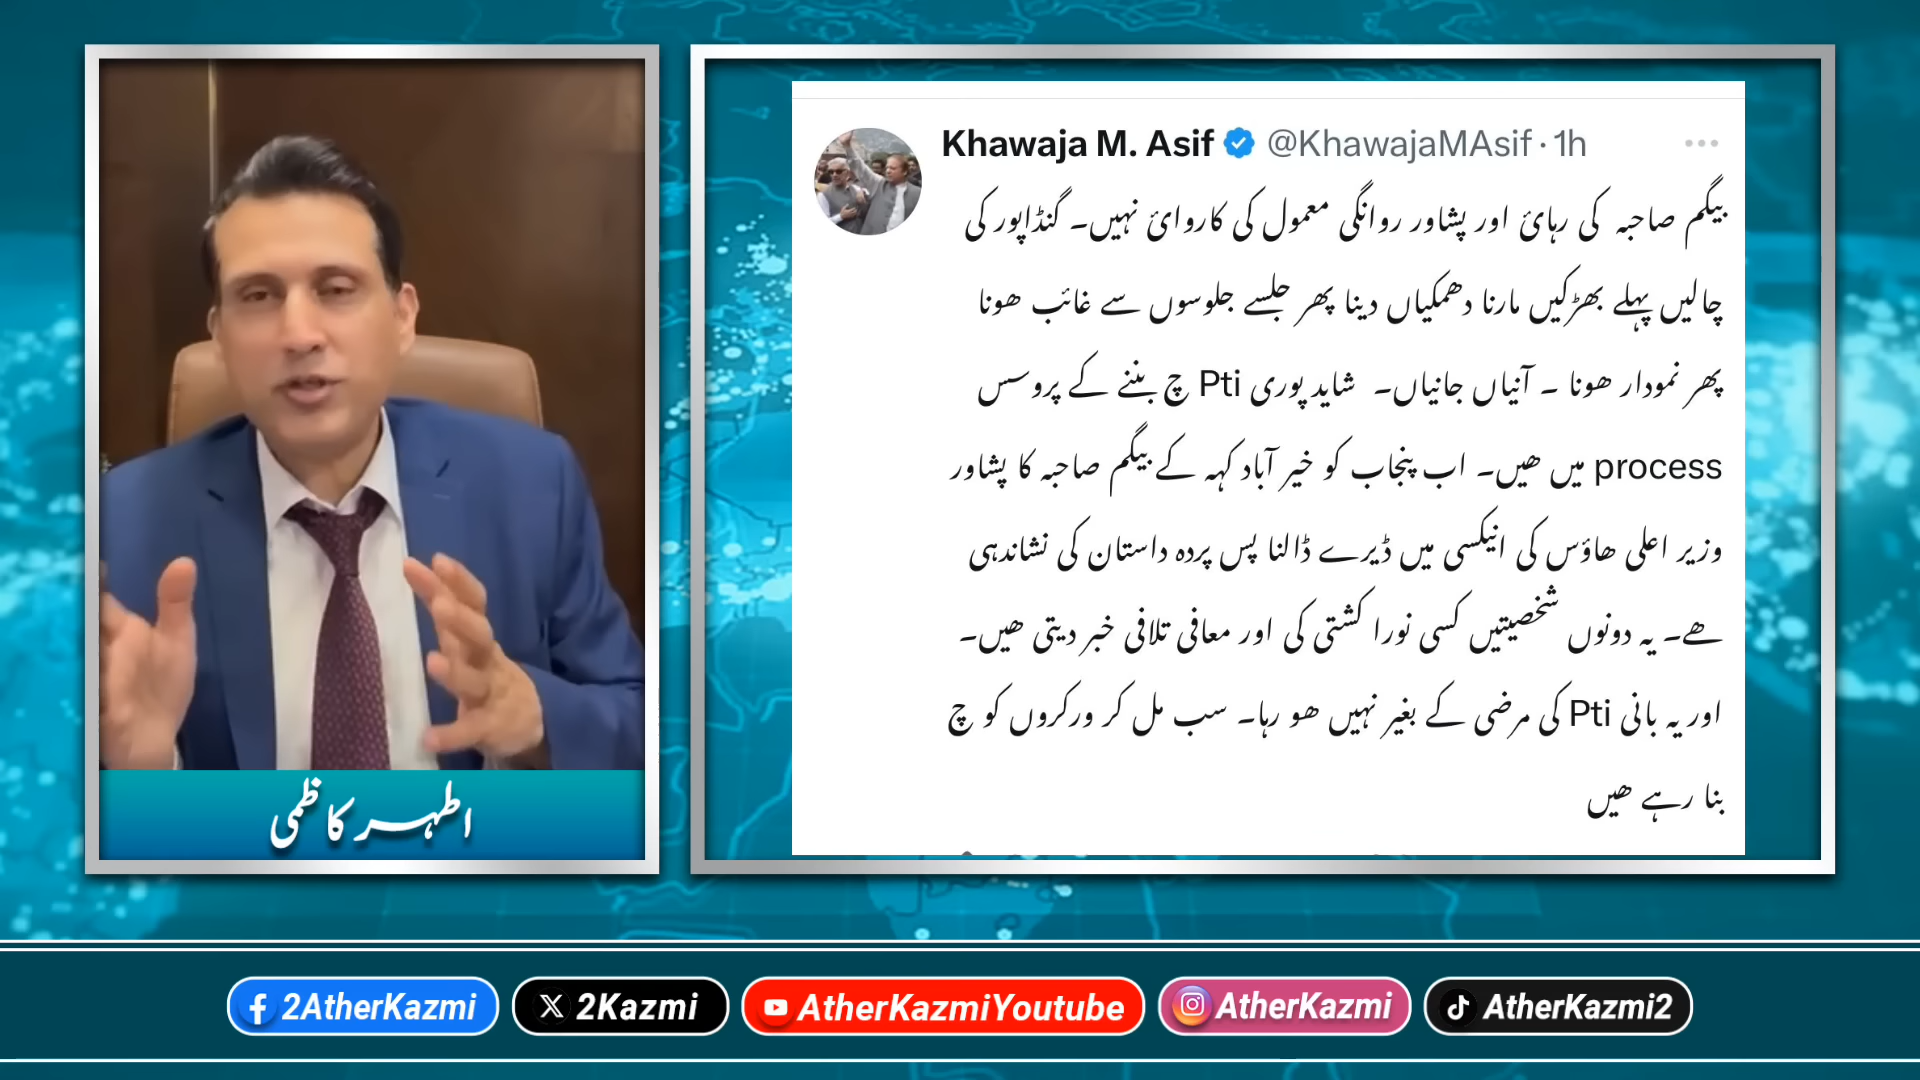 اطہر کاظمی
Khawaja M. Asif @KhawajaMAsif · 1h
بیگم صاحبہ کی رہائ اور پشاور روانگی معمول کی کاروائ نہیں۔ گنڈاپور کی
چالیں پہلے بھڑکیں مارنا دھمکیاں دینا پھر جلسے جلوسوں سے غائب ھونا
پھر نمودار ھونا ۔ آنیاں جانیاں۔ شاید پوری Pti چ بننے کے پروسس
process میں ھیں۔ اب پنجاب کو خیر آباد کہہ کے بیگم صاحبہ کا پشاور
وزیر اعلی ھاؤس کی انیکسی میں ڈیرے ڈالنا پس پردہ داستان کی نشاندہی
ھے۔ یہ دونوں شخصیتیں کسی نورا کشتی کی اور معافی تلافی خبر دیتی ھیں۔
اور یہ بانی Pti کی مرضی کے بغیر نہیں ھو رہا۔ سب مل کر ورکروں کو چ
بنا رہے ھیں
2AtherKazmi
2Kazmi
AtherKazmiYoutube
AtherKazmi
AtherKazmi2